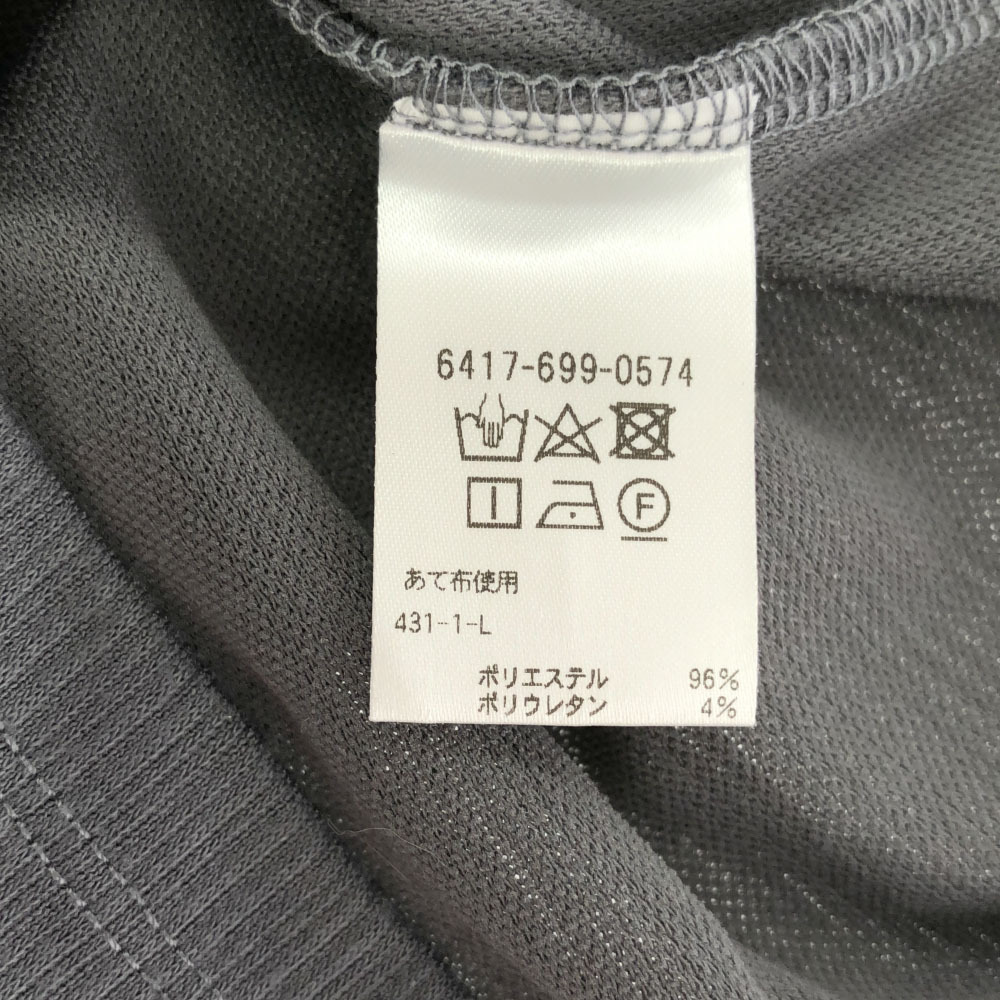 6417-699-0574
F
あて布使用
431-1-L
ポリエステル 96%
ポリウレタン 4%